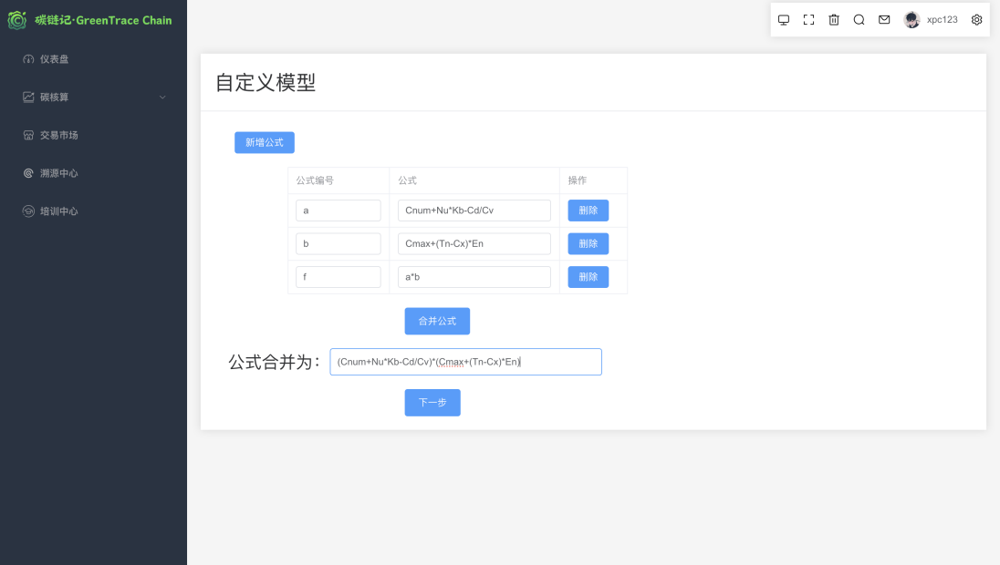 碳链记·GreenTrace Chain
xpc123
仪表盘
碳核算
交易市场
溯源中心
培训中心
自定义模型
新增公式
公式编号 公式 操作
a Cnum+Nu*Kb-Cd/Cv 删除
b Cmax+(Tn-Cx)*En 删除
f a*b 删除
合并公式
公式合并为： (Cnum+Nu*Kb-Cd/Cv)*(Cmax+(Tn-Cx)*En)
下一步